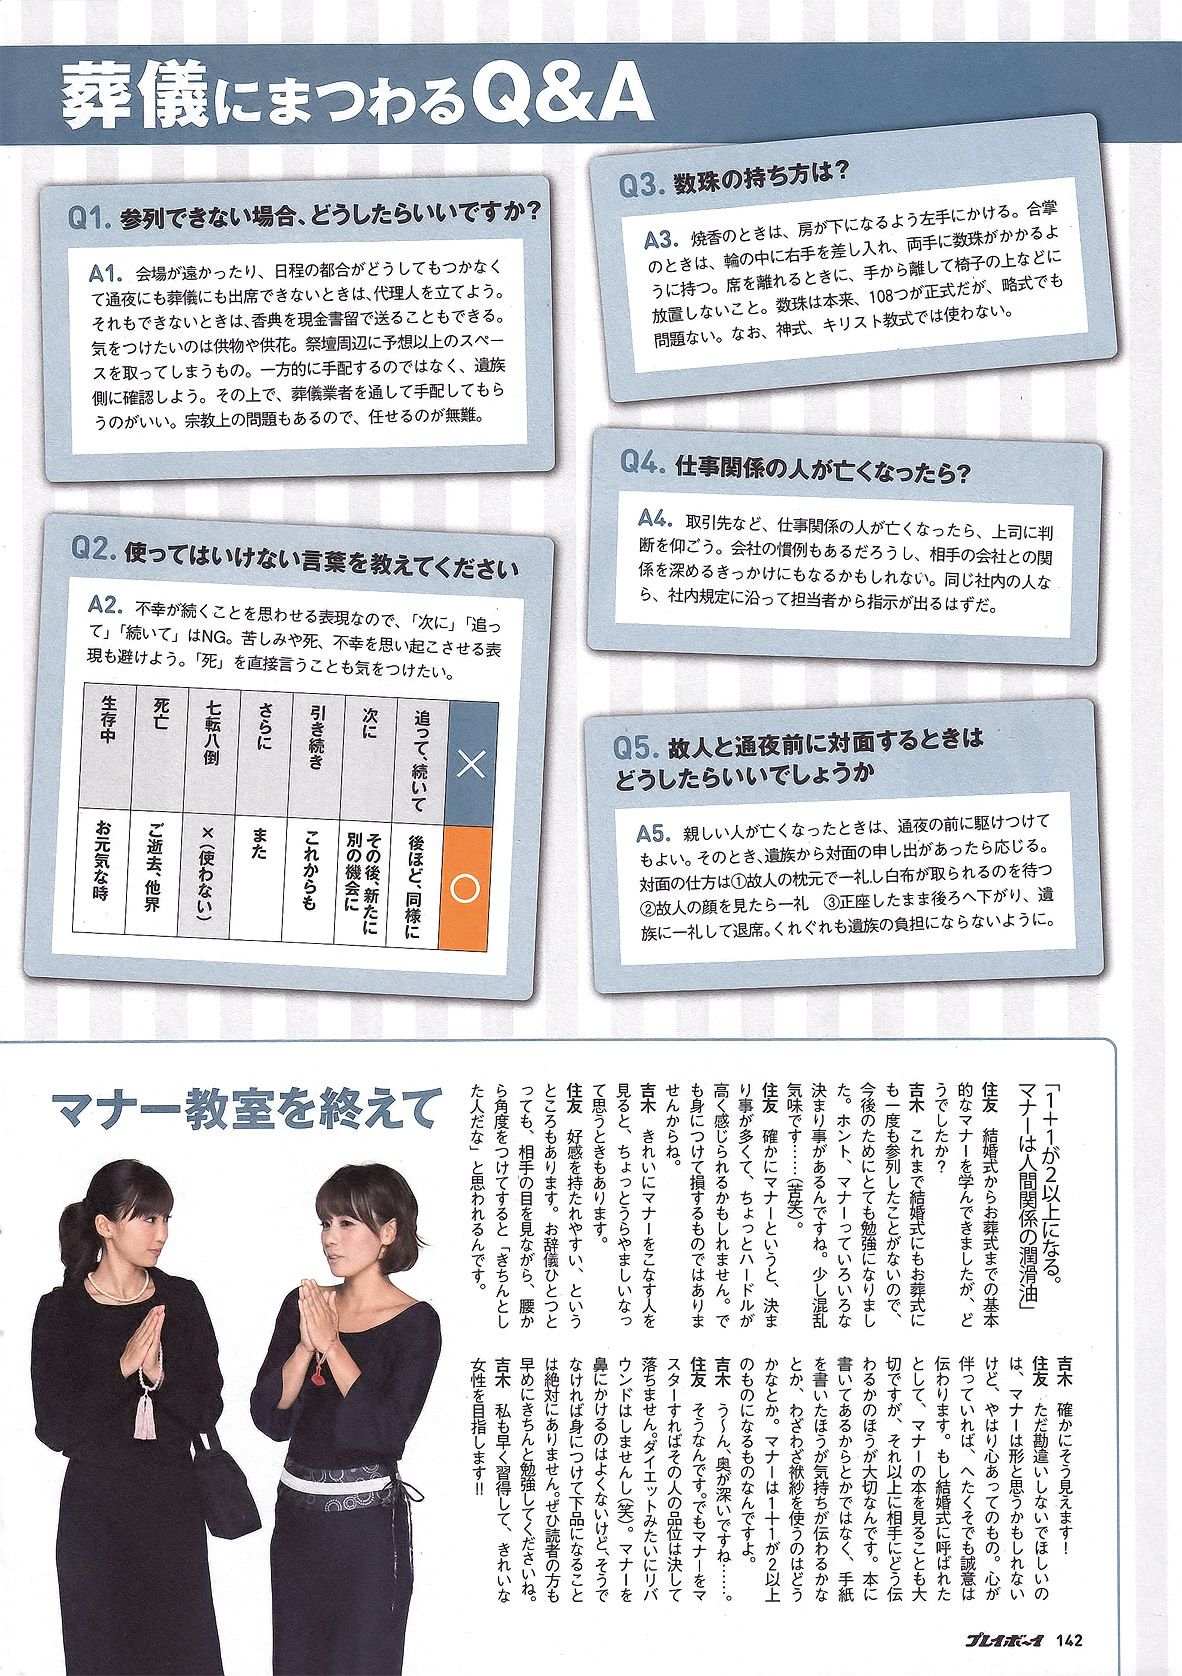 葬儀にまつわるQ&A
Q1. 参列できない場合、どうしたらいいですか?
A1. 会場が遠かったり、日程の都合がどうしてもつかなく
て通夜にも葬儀にも出席できないときは、代理人を立てよう。
それもできないときは、香典を現金書留で送ることもできる。
気をつけたいのは供物や供花。祭壇周辺に予想以上のスペー
スを取ってしまうもの。一方的に手配するのではなく、遺族
側に確認しよう。その上で、葬儀業者を通して手配してもら
うのがいい。宗教上の問題もあるので、任せるのが無難。
Q2. 使ってはいけない言葉を教えてください
A2. 不幸が続くことを思わせる表現なので、「次に」「追っ
て」「続いて」はNG。苦しみや死、不幸を思い起こさせる表
現も避けよう。「死」を直接言うことも気をつけたい。
×
○
追って、続いて
後ほど、同様に
次に
その後、新たに
別の機会に
引き続き
これからも
さらに
また
七転八倒
×(使わない)
死亡
ご逝去、他界
生存中
お元気な時
Q3. 数珠の持ち方は?
A3. 焼香のときは、房が下になるよう左手にかける。合掌
のときは、輪の中に右手を差し入れ、両手に数珠がかかるよ
うに持つ。席を離れるときに、手から離して椅子の上などに
放置しないこと。数珠は本来、108つが正式だが、略式でも
問題ない。なお、神式、キリスト教式では使わない。
Q4. 仕事関係の人が亡くなったら?
A4. 取引先など、仕事関係の人が亡くなったら、上司に判
断を仰ごう。会社の慣例もあるだろうし、相手の会社との関
係を深めるきっかけにもなるかもしれない。同じ社内の人な
ら、社内規定に沿って担当者から指示が出るはずだ。
Q5. 故人と通夜前に対面するときは
どうしたらいいでしょうか
A5. 親しい人が亡くなったときは、通夜の前に駆けつけて
もよい。そのとき、遺族から対面の申し出があったら応じる。
対面の仕方は①故人の枕元で一礼し白布が取られるのを待つ
②故人の顔を見たら一礼 ③正座したまま後ろへ下がり、遺
族に一礼して退席。くれぐれも遺族の負担にならないように。
マナー教室を終えて
「1+1が2以上になる。
マナーは人間関係の潤滑油」
住友 結婚式からお葬式までの基本
的なマナーを学んできましたが、ど
うでしたか?
吉木 これまで結婚式にもお葬式に
も一度も参列したことがないので、
今後のためにとても勉強になりまし
た。ホント、マナーっていろいろな
決まり事があるんですね。少し混乱
気味です……(苦笑)。
住友 確かにマナーというと、決ま
り事が多くて、ちょっとハードルが
高く感じられるかもしれません。で
も身につけて損するものではありま
せんからね。
吉木 きれいにマナーをこなす人を
見ると、ちょっとうらやましいなっ
て思うときもあります。
住友 好感を持たれやすい、という
ところもあります。お辞儀ひとつと
っても、相手の目を見ながら、腰か
ら角度をつけてすると「きちんとし
た人だな」と思われるんです。
吉木 確かにそう見えます!
住友 ただ勘違いしないでほしいの
は、マナーは形と思うかもしれない
けど、やはり心あってのもの。心が
伴っていれば、へたくそでも誠意は
伝わります。もし結婚式に呼ばれた
として、マナーの本を見ることも大
切ですが、それ以上に相手にどう伝
わるかのほうが大切なんです。本に
書いてあるからとかではなく、手紙
を書いたほうが気持ちが伝わるかな
とか、わざわざ袱紗を使うのはどう
かなとか。マナーは1+1が2以上
のものになるものなんですよ。
吉木 う〜ん、奥が深いですね……。
住友 そうなんです。でもマナーをマ
スターすればその人の品位は決して
落ちません。ダイエットみたいにリバ
ウンドはしませんし(笑)。マナーを
鼻にかけるのはよくないけど、そうで
なければ身につけて下品になること
は絶対にありません。ぜひ読者の方も
早めにきちんと勉強してくださいね。
吉木 私も早く習得して、きれいな
女性を目指します!!
プレイボーイ 142